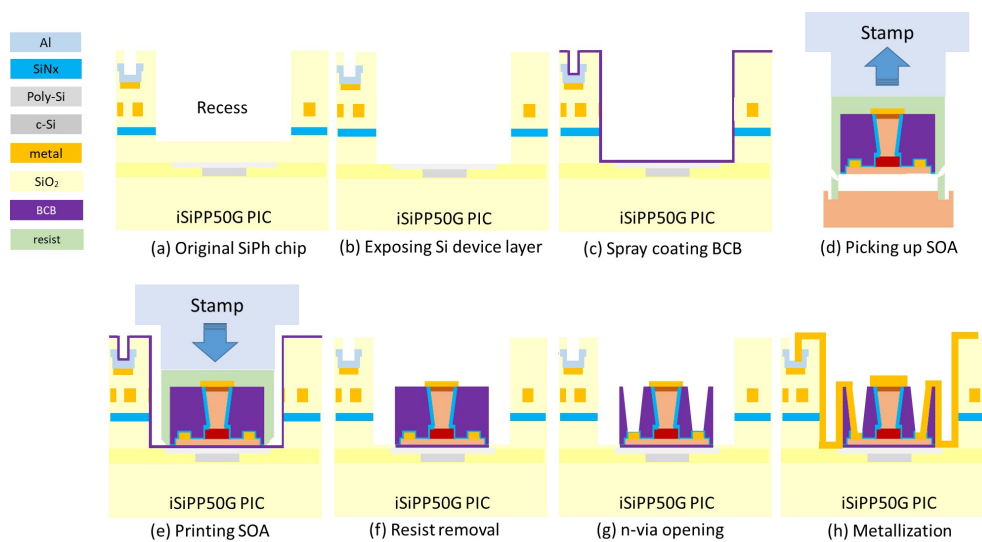 Al
SiNx
Poly-Si
c-Si
metal
SiO₂
BCB
resist
Recess
iSiPP50G PIC
(a) Original SiPh chip
iSiPP50G PIC
(b) Exposing Si device layer
iSiPP50G PIC
(c) Spray coating BCB
Stamp
(d) Picking up SOA
Stamp
iSiPP50G PIC
(e) Printing SOA
iSiPP50G PIC
(f) Resist removal
iSiPP50G PIC
(g) n-via opening
iSiPP50G PIC
(h) Metallization